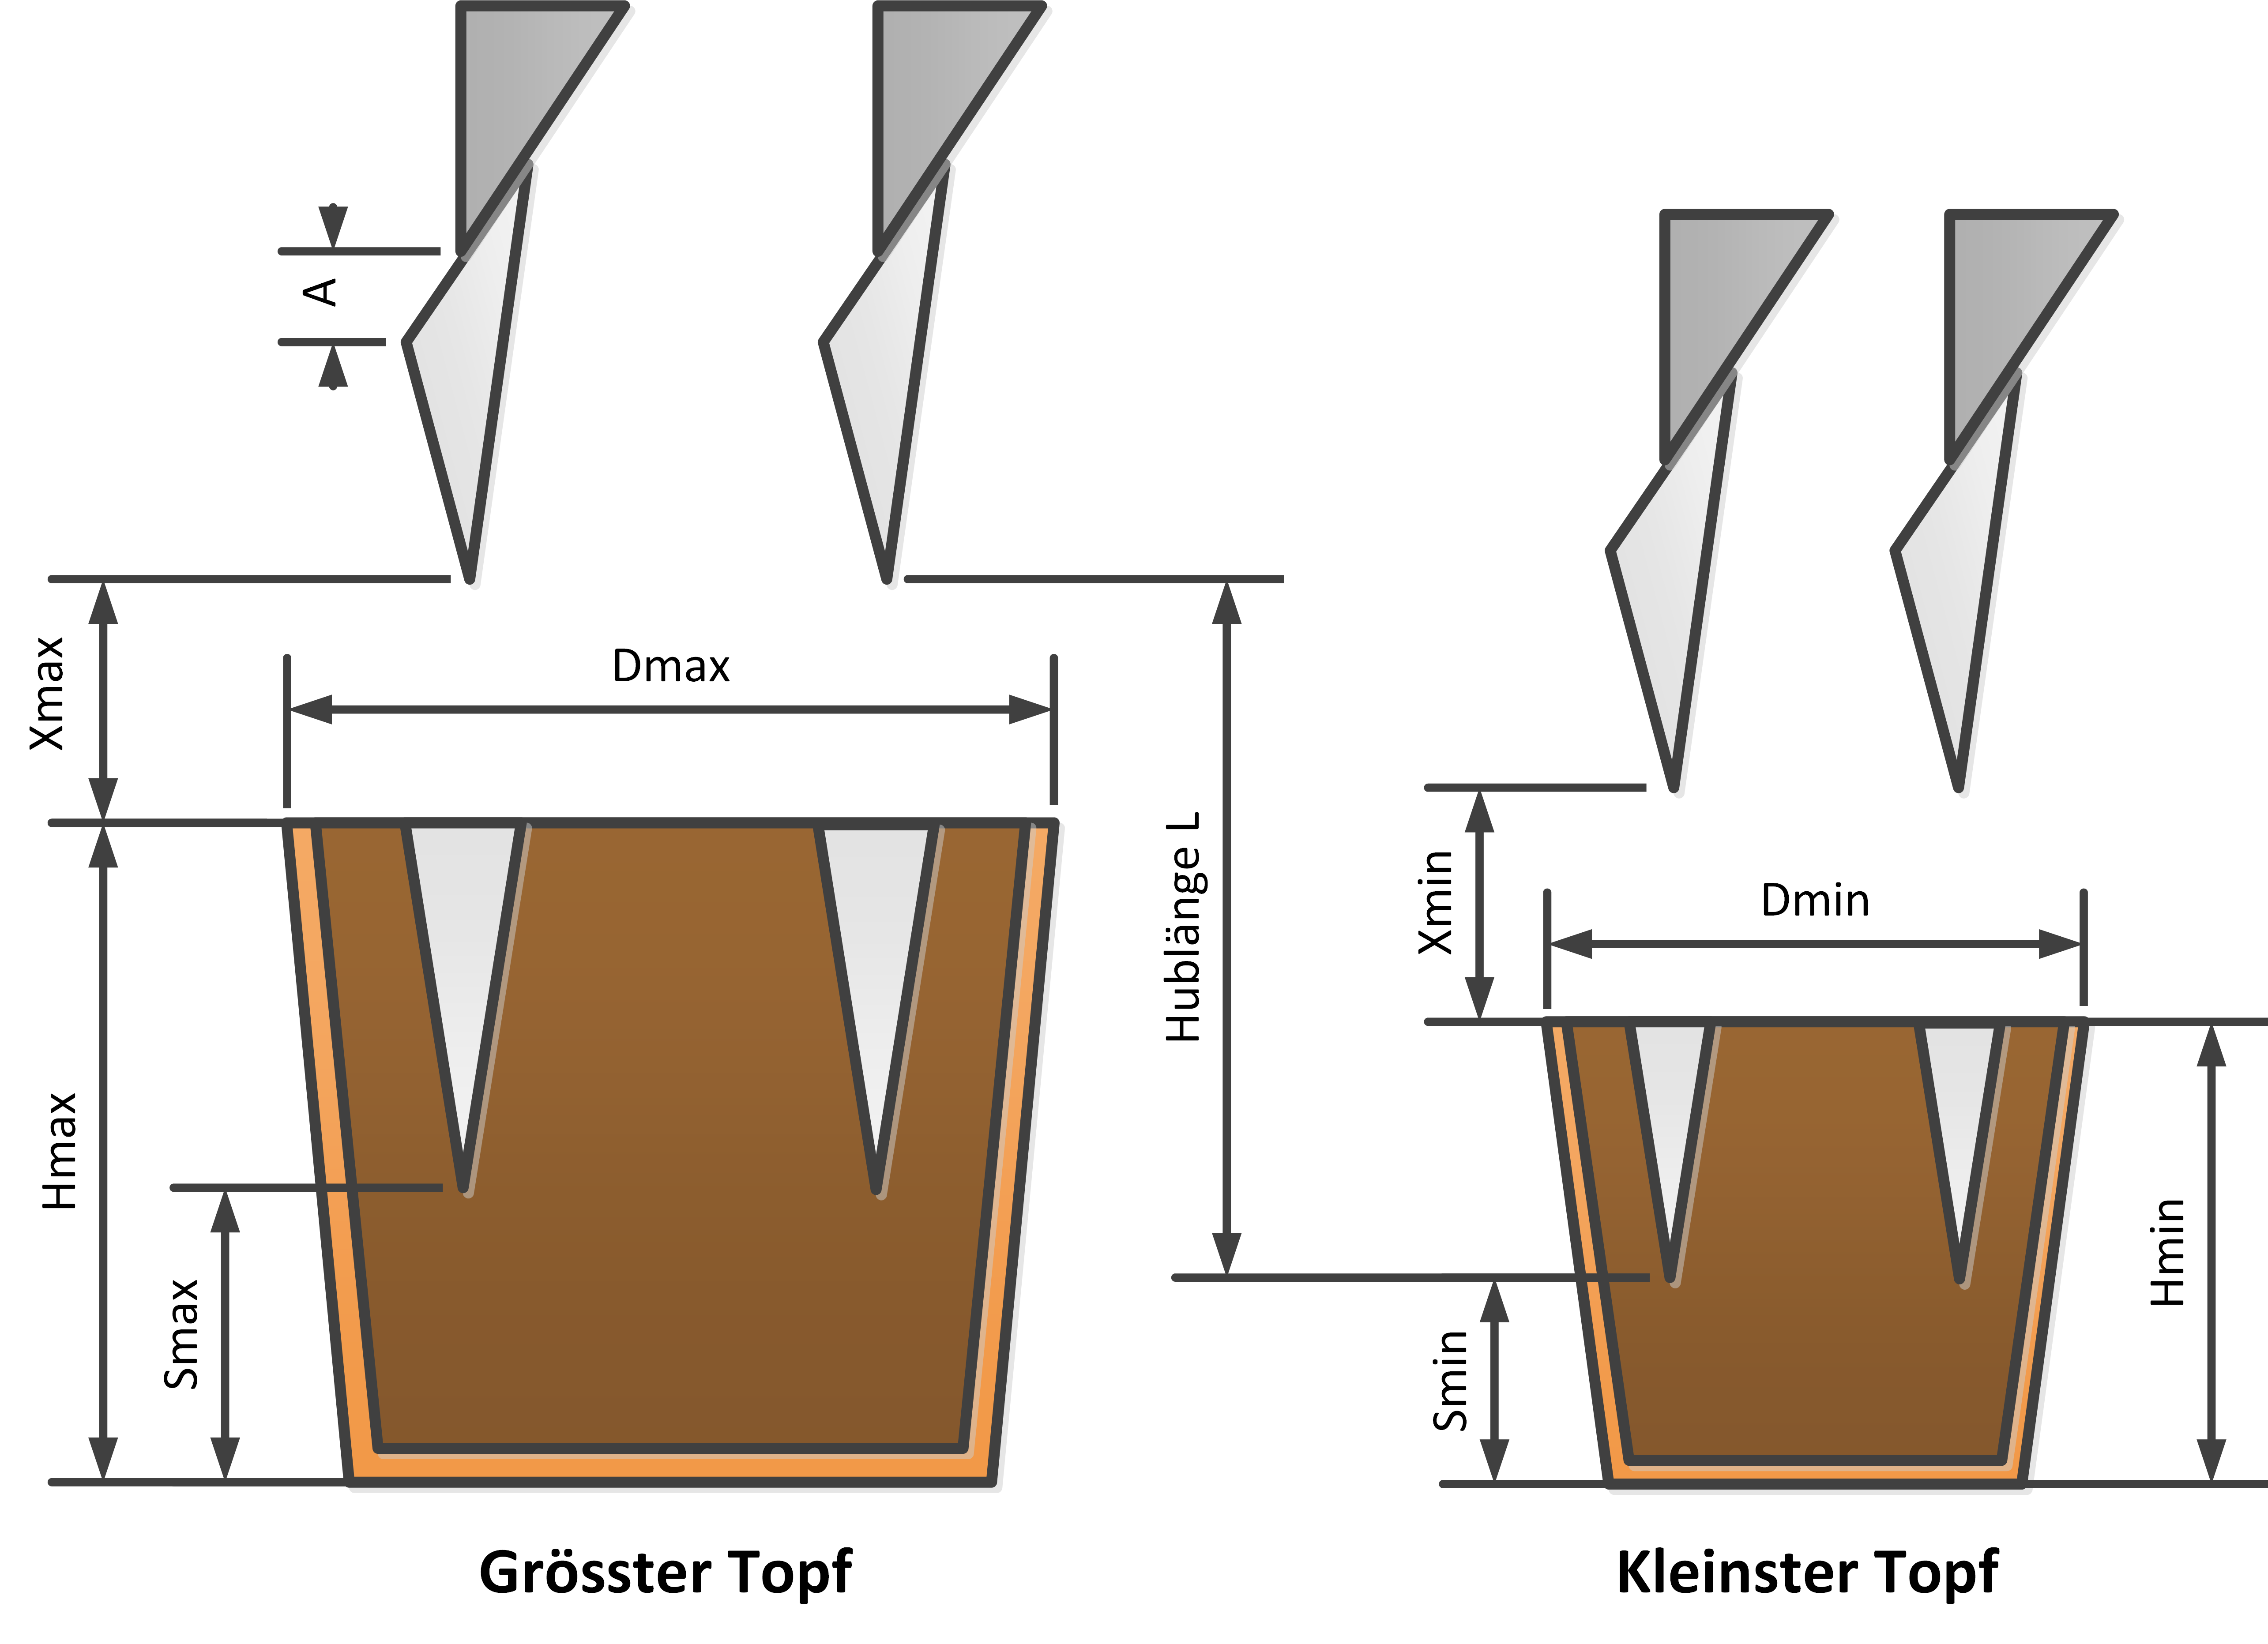 A
Xmax
Dmax
Hmax
Smax
Hublänge L
Xmin
Dmin
Smin
Hmin
Grösster Topf
Kleinster Topf